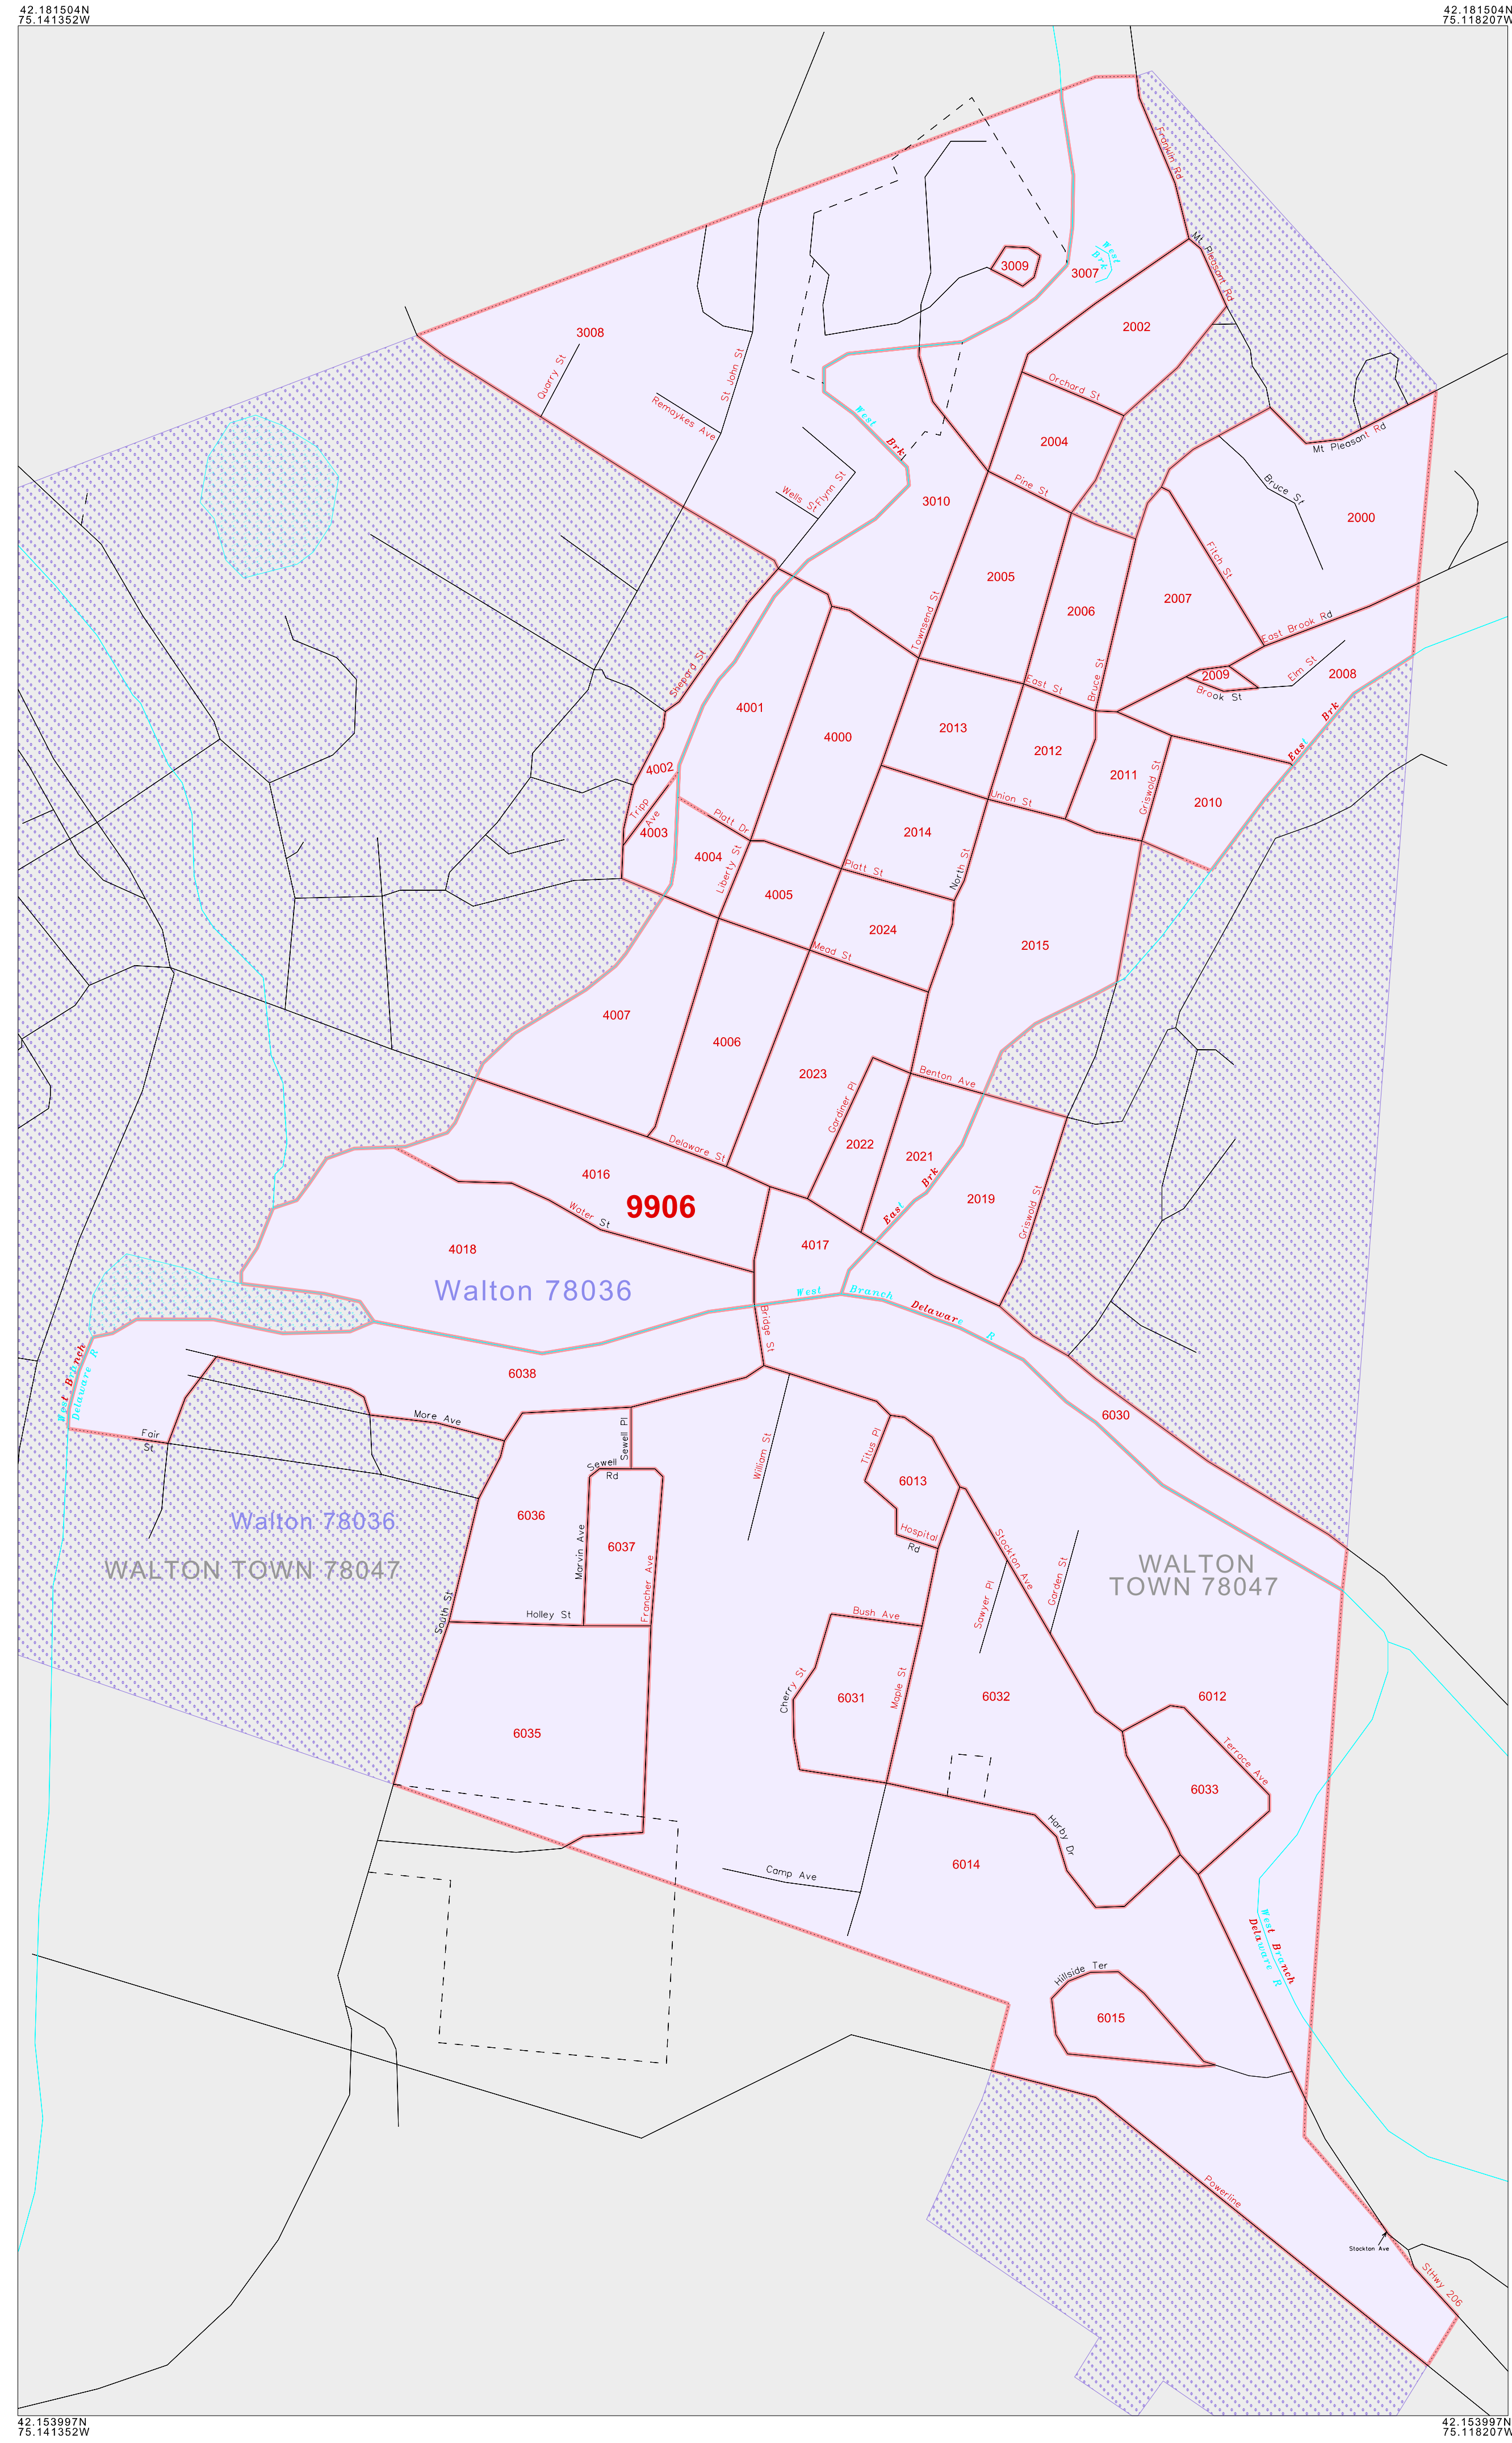 42.181504N
75.141352W
42.181504N
75.118207W
Franklin Rd
Mt Pleasant Rd
West
Brk
3009
3007
2002
3008
Quarry St
St John St
Remaykes Ave
Orchard St
West Brk
2004
Mt Pleasant Rd
Wells St
Flynn St
Pine St
3010
Bruce St
2000
Fitch St
2005
2006
2007
Townsend St
East Brook Rd
Shepard St
East St
Bruce St
2009
Brook St
Elm St
2008
4001
4000
2013
2012
East Brk
4002
2011
Griswold St
2010
Tripp
Ave
4003
Platt Dr
Union St
2014
4004
Liberty St
4005
Platt St
North St
2024
2015
Mead St
4007
4006
2023
Benton Ave
Gardiner Pl
Delaware St
2022
2021
4016
9906
East Brk
2019
Griswold St
Water St
4018
4017
Walton 78036
West Branch Delaware R
Bridge St
West Branch
Delaware R
6038
More Ave
6030
Fair
St
Sewell Pl
William St
Titus Pl
Sewell
Rd
6013
6036
Walton 78036
Hospital
Rd
Marvin Ave
6037
Stockton Ave
WALTON TOWN 78047
WALTON
TOWN 78047
Francher Ave
Sawyer Pl
Garden St
South St
Holley St
Bush Ave
Cherry St
6031
Maple St
6032
6012
6035
Terrace Ave
6033
Harby Dr
6014
Camp Ave
West Branch
Delaware R
Hillside Ter
6015
Powerline
Stockton Ave
StHwy 206
42.153997N
75.141352W
42.153997N
75.118207W